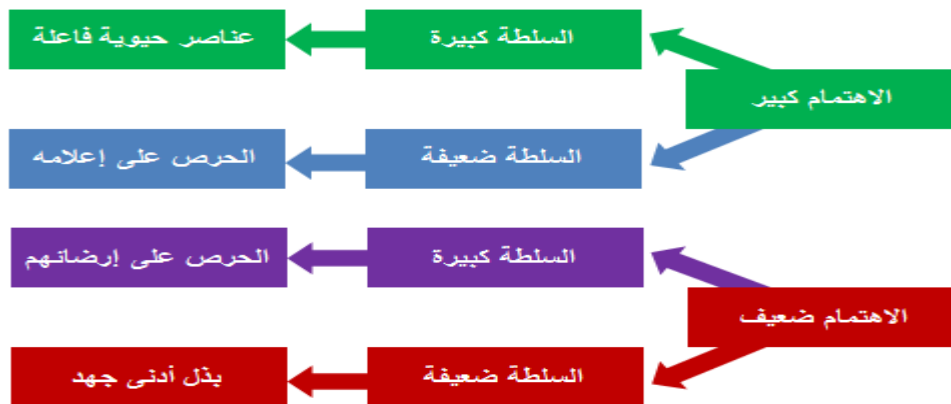 الاهتمام كبير
السلطة كبيرة
عناصر حيوية فاعلة
السلطة ضعيفة
الحرص على إعلامه
الاهتمام ضعيف
السلطة كبيرة
الحرص على إرضائهم
السلطة ضعيفة
بذل أدنى جهد